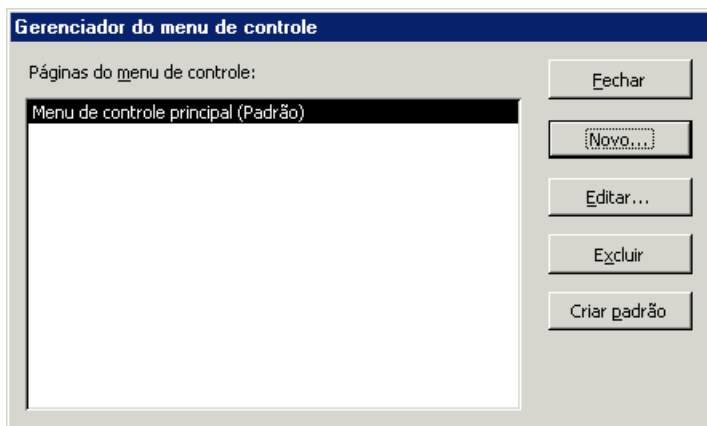 Gerenciador do menu de controle
Páginas do menu de controle:
Menu de controle principal (Padrão)
Fechar
Novo...
Editar...
Excluir
Criar padrão